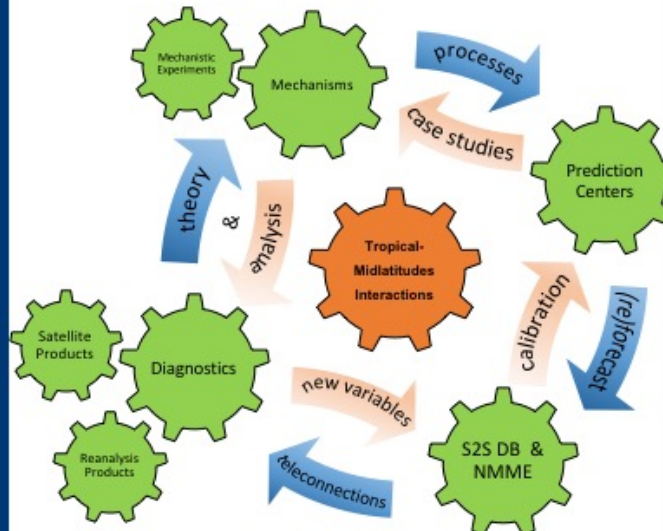 Mechanistic
Experiments
Mechanisms
processes
case studies
Prediction
Centers
theory
&
analysis
Tropical-
Midlatitudes
Interactions
calibration
(re)forecast
Satellite
Products
Diagnostics
new variables
S2S DB &
NMME
Reanalysis
Products
teleconnections